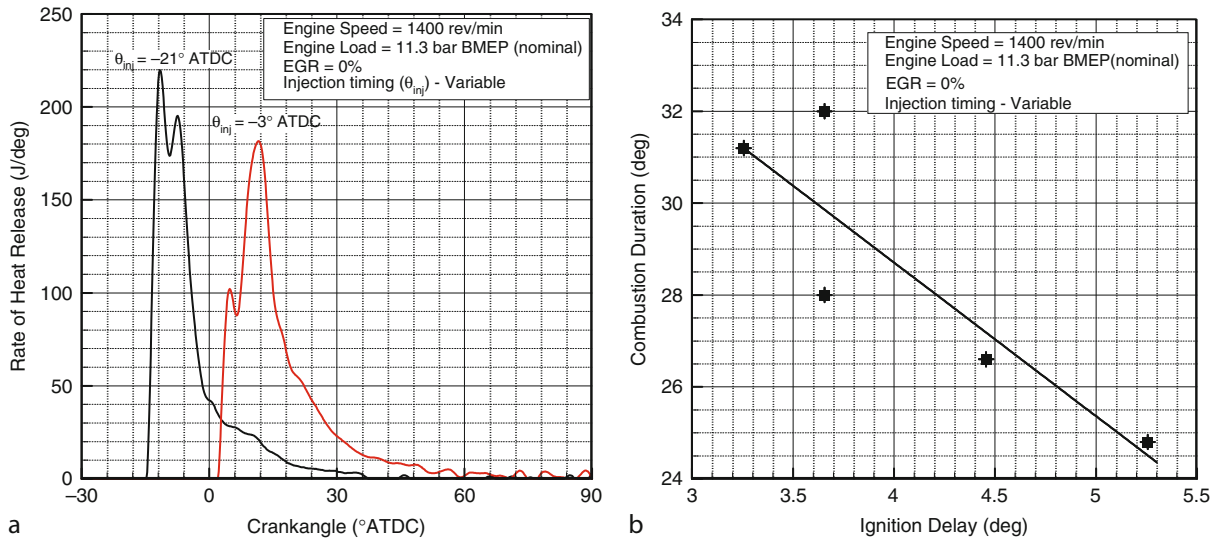 250
200
150
100
50
0
Rate of Heat Release (J/deg)
θinj = –21° ATDC
Engine Speed = 1400 rev/min
Engine Load = 11.3 bar BMEP (nominal)
EGR = 0%
Injection timing (θinj) - Variable
θinj = –3° ATDC
–30
0
30
60
90
a
Crankangle (°ATDC)
34
32
30
28
26
24
Combustion Duration (deg)
Engine Speed = 1400 rev/min
Engine Load = 11.3 bar BMEP(nominal)
EGR = 0%
Injection timing - Variable
3
3.5
4
4.5
5
5.5
b
Ignition Delay (deg)